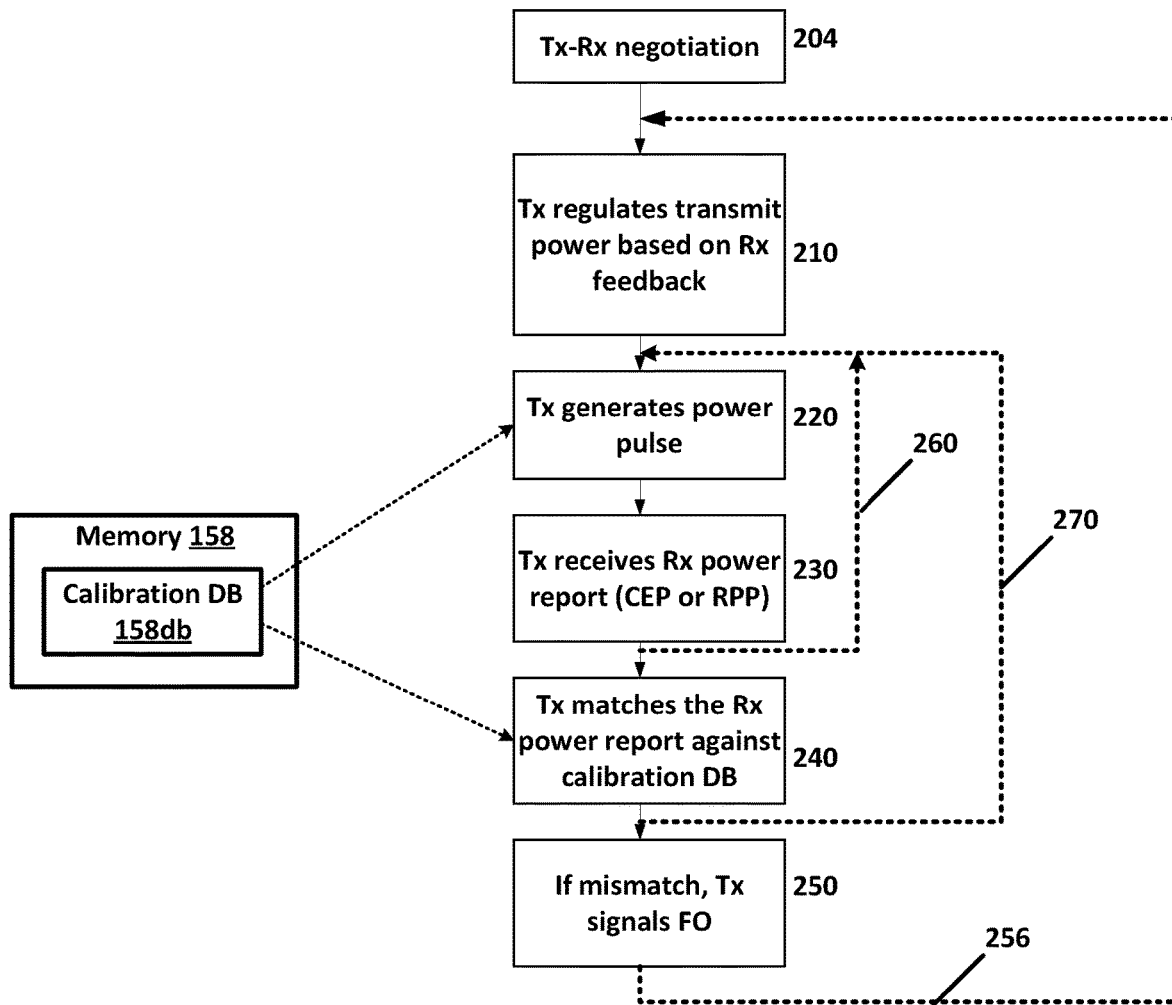 Tx-Rx negotiation
204
Tx regulates transmit
power based on Rx
feedback
210
Tx generates power
pulse
220
260
270
Memory 158
Calibration DB
158db
Tx receives Rx power
report (CEP or RPP)
230
Tx matches the Rx
power report against
calibration DB
240
If mismatch, Tx
signals FO
250
256